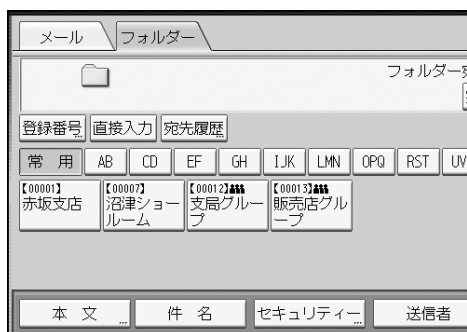 メール フォルダー
フォルダー宛
登録番号 直接入力 宛先履歴
常用 AB CD EF GH IJK LMN OPQ RST UV
【00001】 【00007】 【00012】 【00013】
赤坂支店 沼津ショー 支局グルー 販売店グル
ルーム プ ープ
本文 件名 セキュリティー 送信者